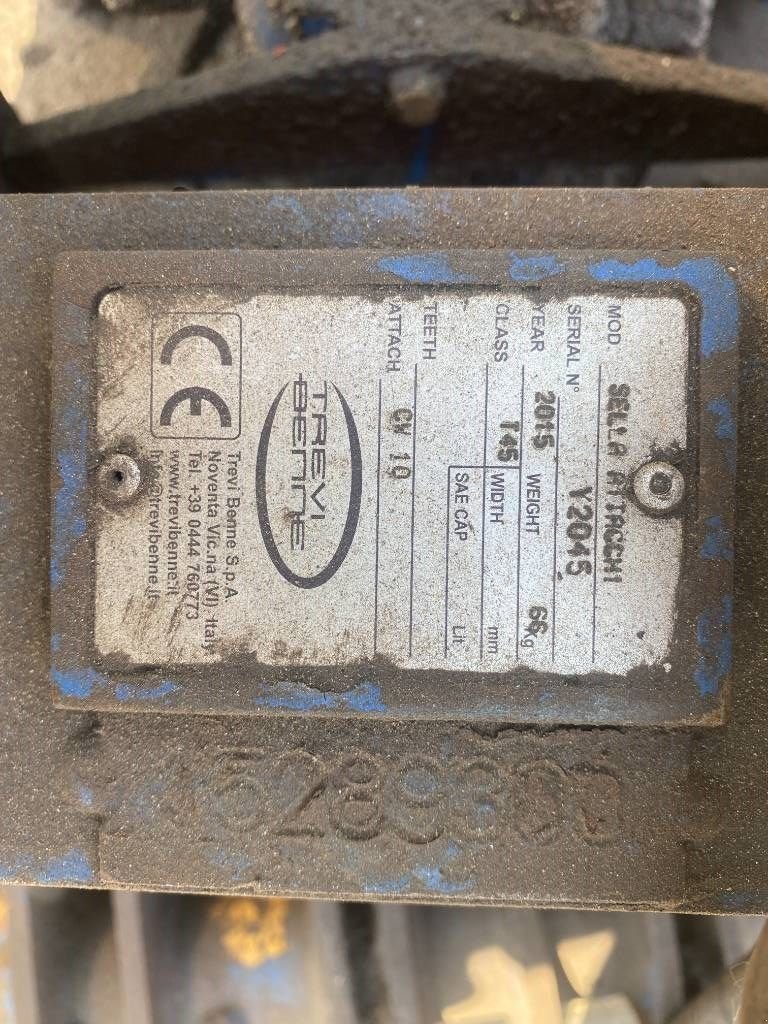 MOD. SELLA ATTACCHI
SERIAL N° Y2045
YEAR 2015 WEIGHT 66 kg
CLASS T45 WIDTH mm
TEETH SAE CAP. Lit
ATTACH. CW 10
TREVI
BENNE
CE
Trevi Benne S.p.A.
Noventa Vic.na (VI) Italy
Tel +39 0444 760773
www.trevibenne.it
info@trevibenne.it